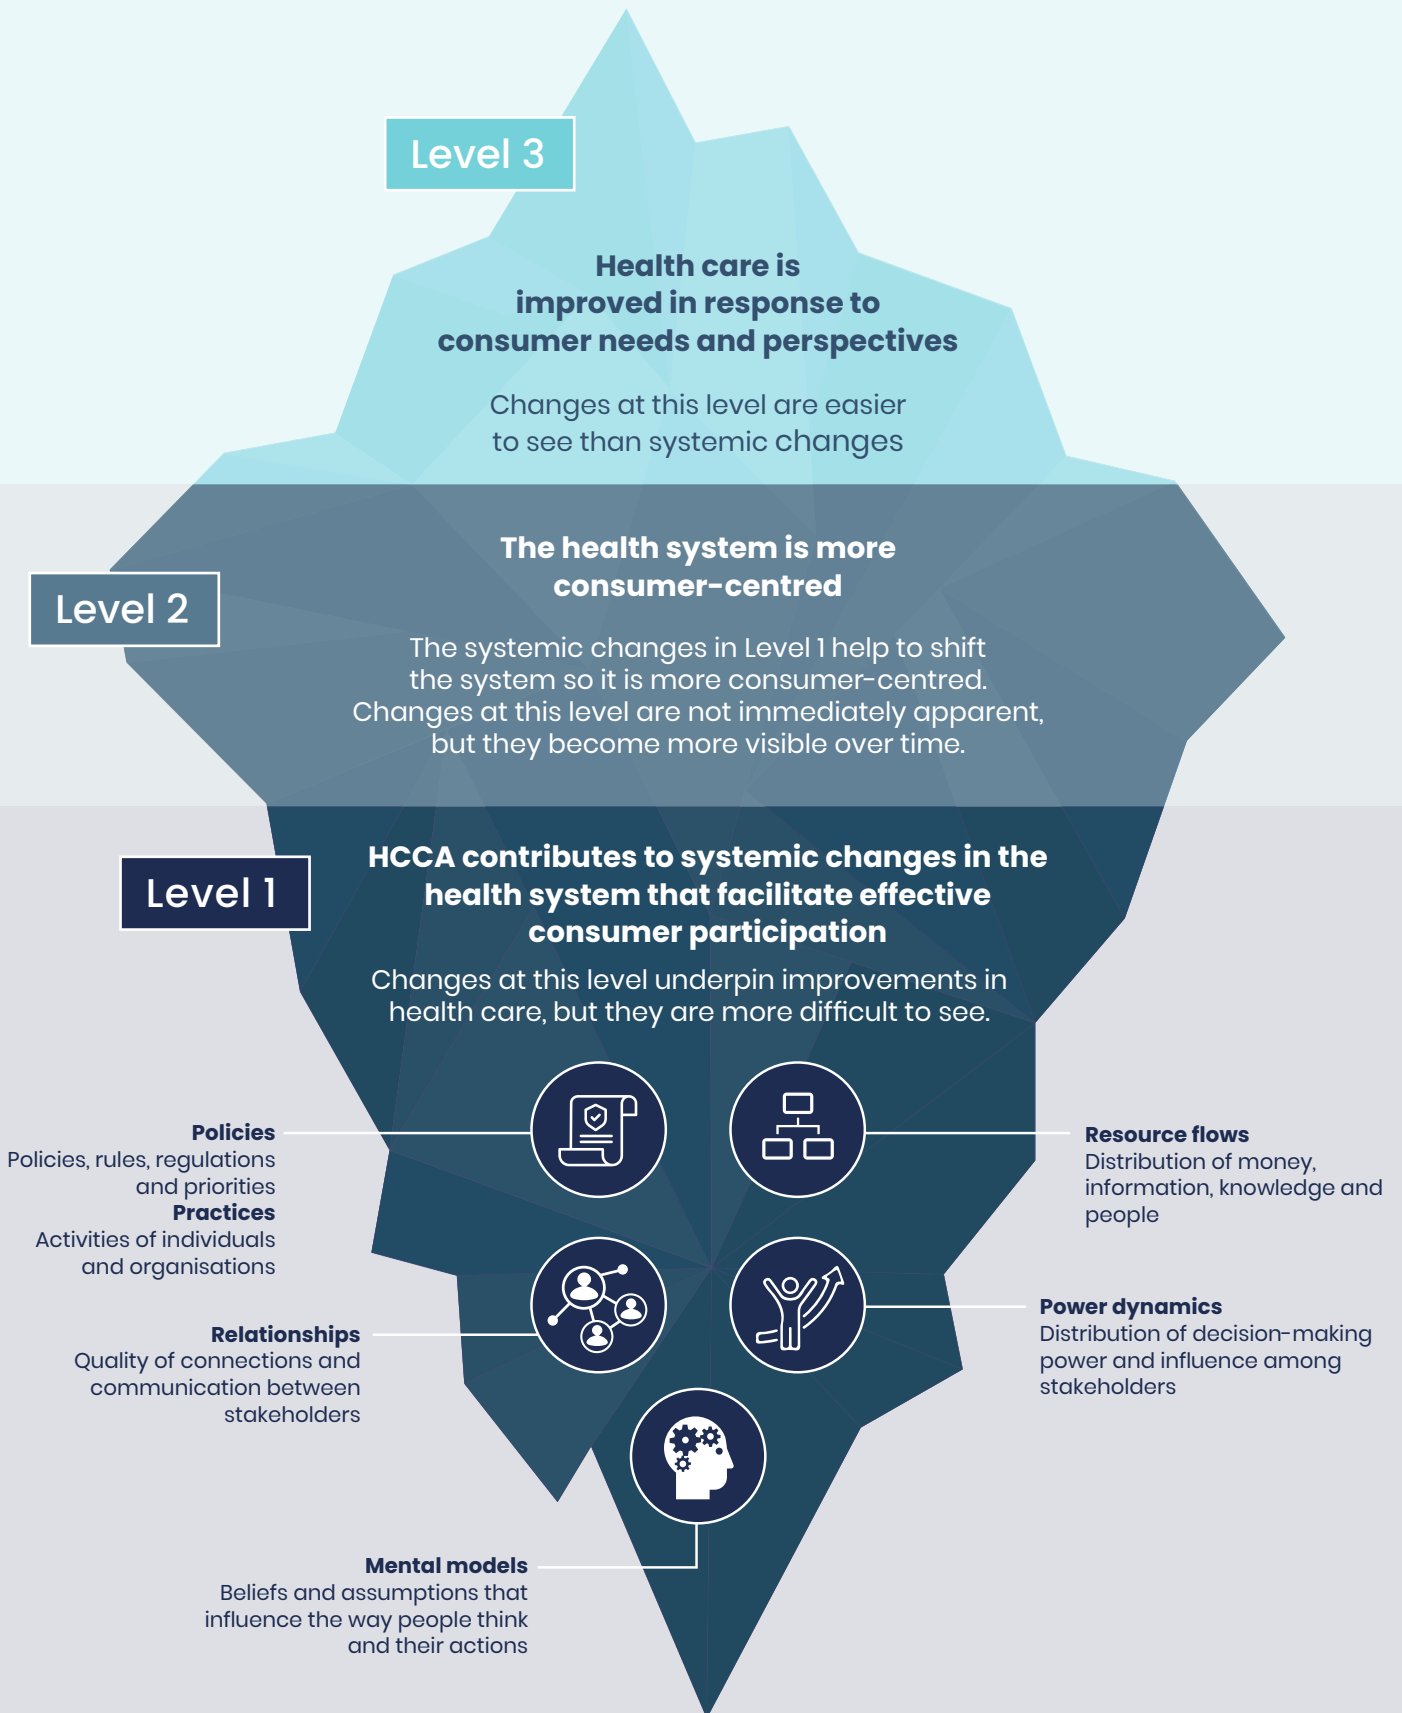 Level 3
Health care is
improved in response to
consumer needs and perspectives
Changes at this level are easier
to see than systemic changes
Level 2
The health system is more
consumer-centred
The systemic changes in Level 1 help to shift
the system so it is more consumer-centred.
Changes at this level are not immediately apparent,
but they become more visible over time.
Level 1
HCCA contributes to systemic changes in the
health system that facilitate effective
consumer participation
Changes at this level underpin improvements in
health care, but they are more difficult to see.
Policies
Policies, rules, regulations
and priorities
Practices
Activities of individuals
and organisations
Resource flows
Distribution of money,
information, knowledge and
people
Relationships
Quality of connections and
communication between
stakeholders
Power dynamics
Distribution of decision-making
power and influence among
stakeholders
Mental models
Beliefs and assumptions that
influence the way people think
and their actions